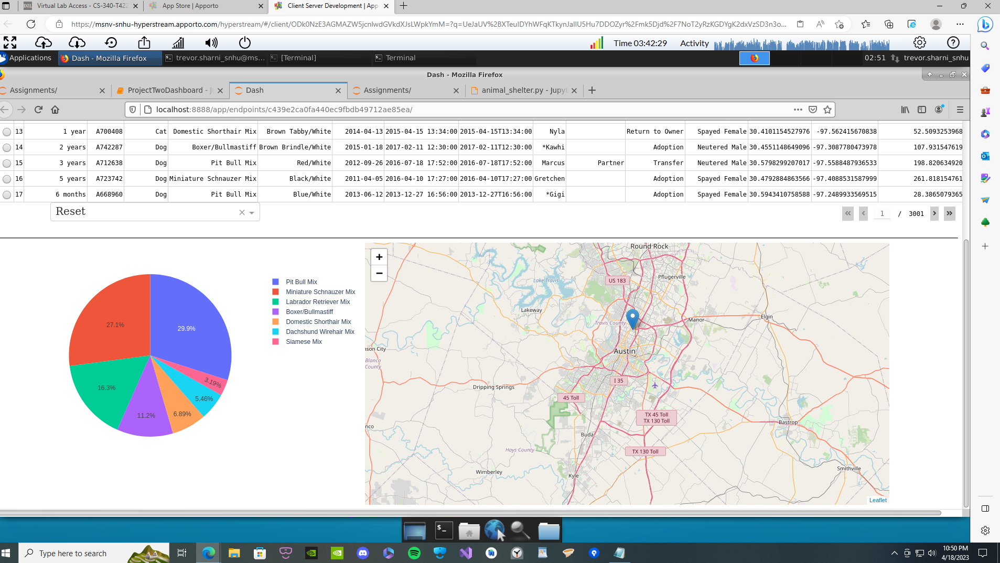 Virtual Lab Access - CS-340-T422
App Store | Apporto
Client Server Development | App
https://msnv-snhu-hyperstream.apporto.com/hyperstream/#/client/
Time 03:42:29 Activity
Applications
Dash - Mozilla Firefox
trevor.sharni_snhu@ms...
[Terminal]
Terminal
02:51
trevor.sharni_snhu
Dash - Mozilla Firefox
Assignments/
ProjectTwoDashboard - J
Dash
Assignments/
animal_shelter.py - Jupyt
localhost:8888/app/endpoints/c439e2ca0fa440ec9fbdb49712ae85ea/
13 1 year A700408 Cat Domestic Shorthair Mix Brown Tabby/White 2014-04-13 2015-04-15 13:34:00 2015-04-15T13:34:00 Nyla Return to Owner Spayed Female 30.4101154527976 -97.562415670838 52.5093253968
14 2 years A742287 Dog Boxer/Bullmastiff Brown Brindle/White 2015-01-18 2017-02-11 12:30:00 2017-02-11T12:30:00 *Kawhi Adoption Neutered Male 30.4551148649096 -97.3087780473978 107.931547619
15 3 years A712638 Dog Pit Bull Mix Red/White 2012-09-26 2016-07-18 17:52:00 2016-07-18T17:52:00 Marcus Partner Transfer Neutered Male 30.5798299207017 -97.5588487936533 198.820634920
16 5 years A723742 Dog Miniature Schnauzer Mix Black/White 2011-04-05 2016-04-10 17:27:00 2016-04-10T17:27:00 Gretchen Adoption Spayed Female 30.4792884863566 -97.4088531587999 261.818154761
17 6 months A668960 Dog Pit Bull Mix Blue/White 2013-06-12 2013-12-27 16:56:00 2013-12-27T16:56:00 *Gigi Adoption Spayed Female 30.5943410758588 -97.2489933569515 28.3865079365
Reset
1 / 3001
Pit Bull Mix
Miniature Schnauzer Mix
Labrador Retriever Mix
Boxer/Bullmastiff
Domestic Shorthair Mix
Dachshund Wirehair Mix
Siamese Mix
27.1%
29.9%
3.19%
16.3%
5.46%
11.2%
6.89%
+
−
Round Rock
Pflugerville
US 183
Lake Travis
Lakeway
Travis County
Manor
Elgin
Austin
nson City
Blanco County
I 35
Dripping Springs
45 Toll
TX 45 Toll
TX 130 Toll
Bastrop
nco
Buda
Hays County
TX 130 Toll
Smithville
Wimberley
Kyle
Leaflet
Type here to search
10:50 PM
4/18/2023